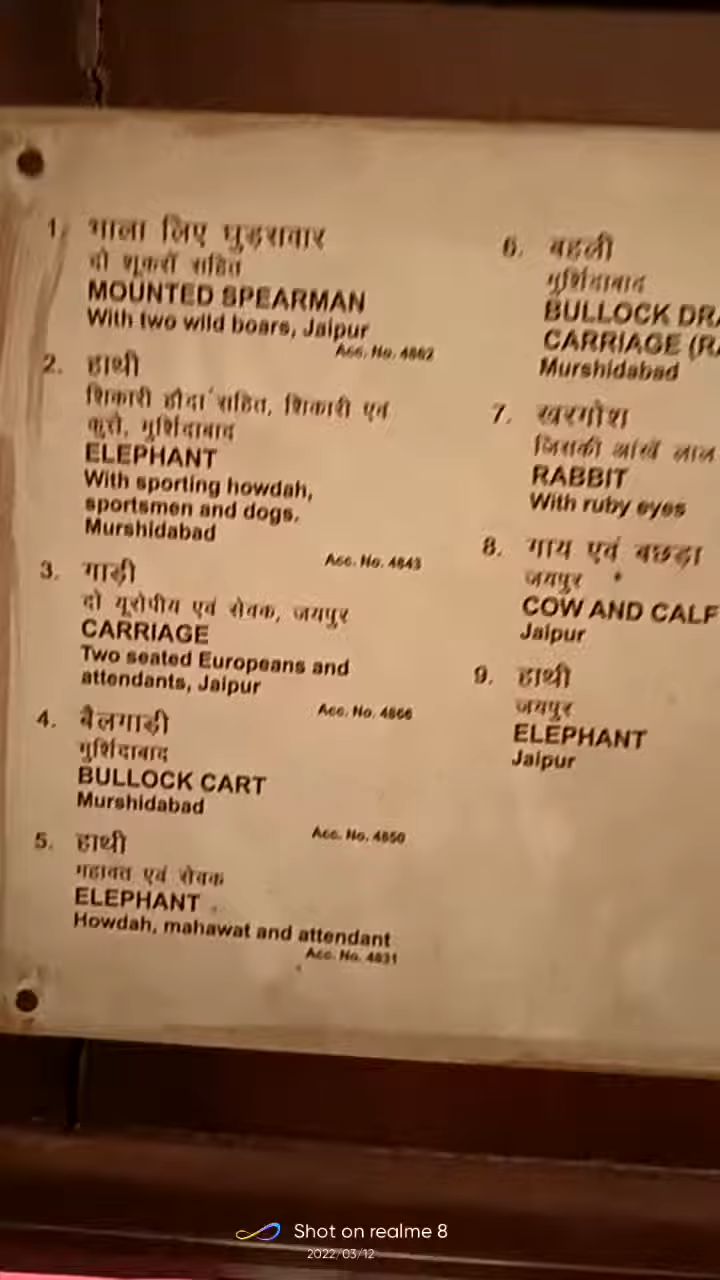 1. भाला लिए घुड़सवार
दो शूकरों सहित
MOUNTED SPEARMAN
With two wild boars, Jaipur
Acc. No. 4862
2. हाथी
शिकारी हौदा सहित, शिकारी एवं
कुत्ते, मुर्शिदाबाद
ELEPHANT
With sporting howdah,
sportsmen and dogs,
Murshidabad
Acc. No. 4843
3. गाड़ी
दो यूरोपीय एवं सेवक, जयपुर
CARRIAGE
Two seated Europeans and
attendants, Jaipur
Acc. No. 4866
4. बैलगाड़ी
मुर्शिदाबाद
BULLOCK CART
Murshidabad
Acc. No. 4850
5. हाथी
महावत एवं सेवक
ELEPHANT
Howdah, mahawat and attendant
Acc. No. 4831
6. बहली
मुर्शिदाबाद
BULLOCK DRA
CARRIAGE (R
Murshidabad
7. खरगोश
जिसकी आंखें लाल
RABBIT
With ruby eyes
8. गाय एवं बछड़ा
जयपुर
COW AND CALF
Jaipur
9. हाथी
जयपुर
ELEPHANT
Jaipur
Shot on realme 8
2022/03/12